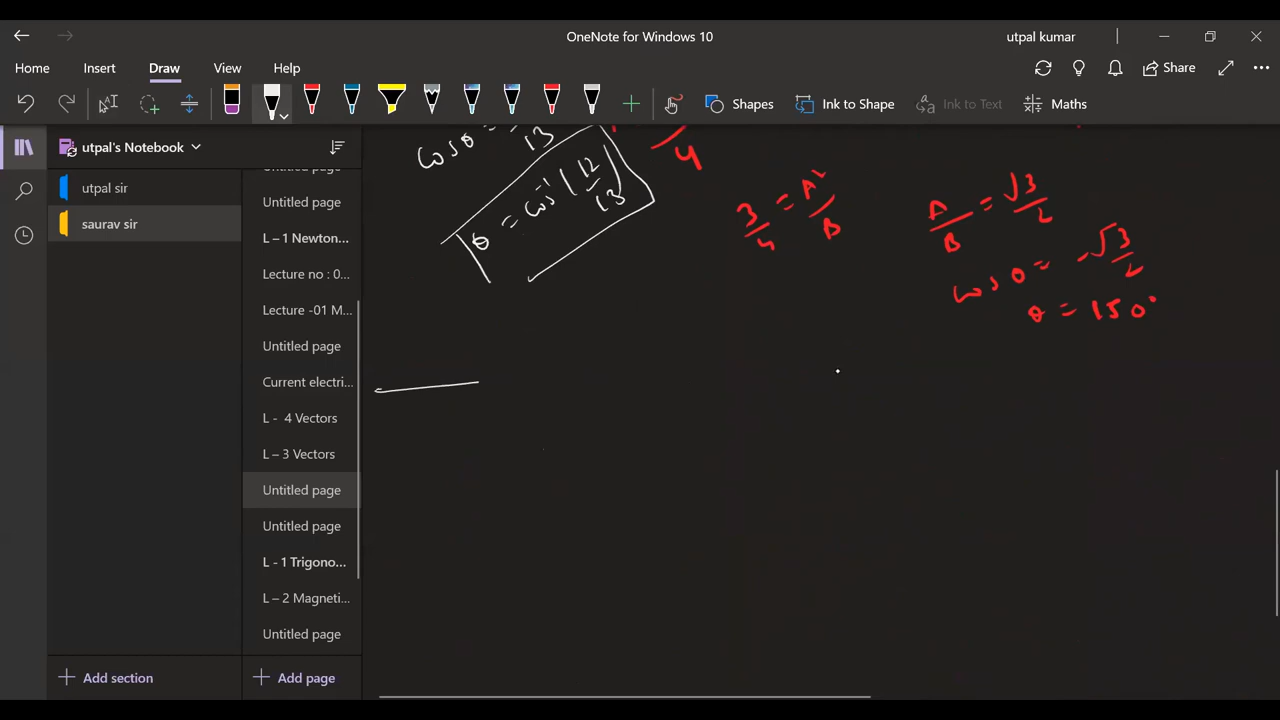 OneNote for Windows 10
utpal kumar
Home
Insert
Draw
View
Help
Share
Shapes
Ink to Shape
Ink to Text
Maths
utpal's Notebook
utpal sir
saurav sir
Untitled page
Untitled page
L – 1 Newton...
Lecture no : 0...
Lecture -01 M...
Untitled page
Current electri...
L - 4 Vectors
L – 3 Vectors
Untitled page
Untitled page
L - 1 Trigono...
L – 2 Magneti...
Untitled page
Add section
Add page
cos θ =
13
θ = cos⁻¹ (12/13)
4
3/4 = A²/B
A/B = √3/2
cos θ = -√3/2
θ = 150°